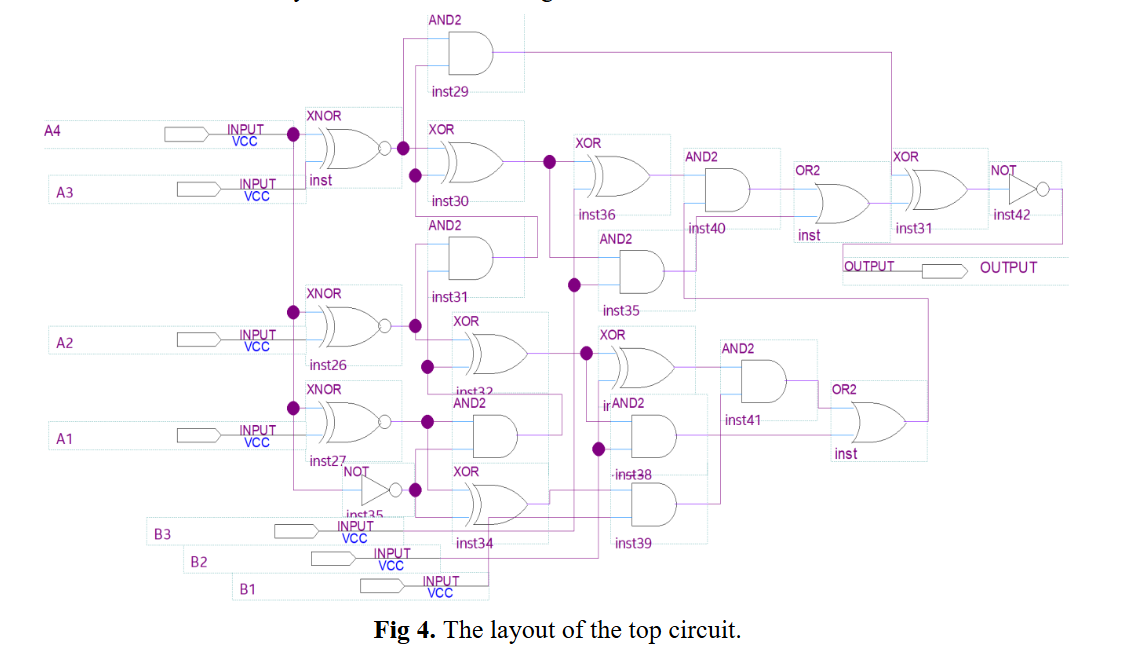 AND2
inst29
A4
INPUT
VCC
XNOR
inst
XOR
inst30
A3
INPUT
VCC
XOR
inst36
AND2
inst40
OR2
inst
XOR
inst31
NOT
inst42
OUTPUT
OUTPUT
AND2
inst31
AND2
inst35
XNOR
inst26
A2
INPUT
VCC
XOR
inst32
XOR
AND2
inst41
OR2
inst
XNOR
inst27
A1
INPUT
VCC
AND2
AND2
inst38
NOT
inst35
XOR
inst34
inst39
B3
INPUT
VCC
B2
INPUT
VCC
B1
INPUT
VCC
Fig 4. The layout of the top circuit.